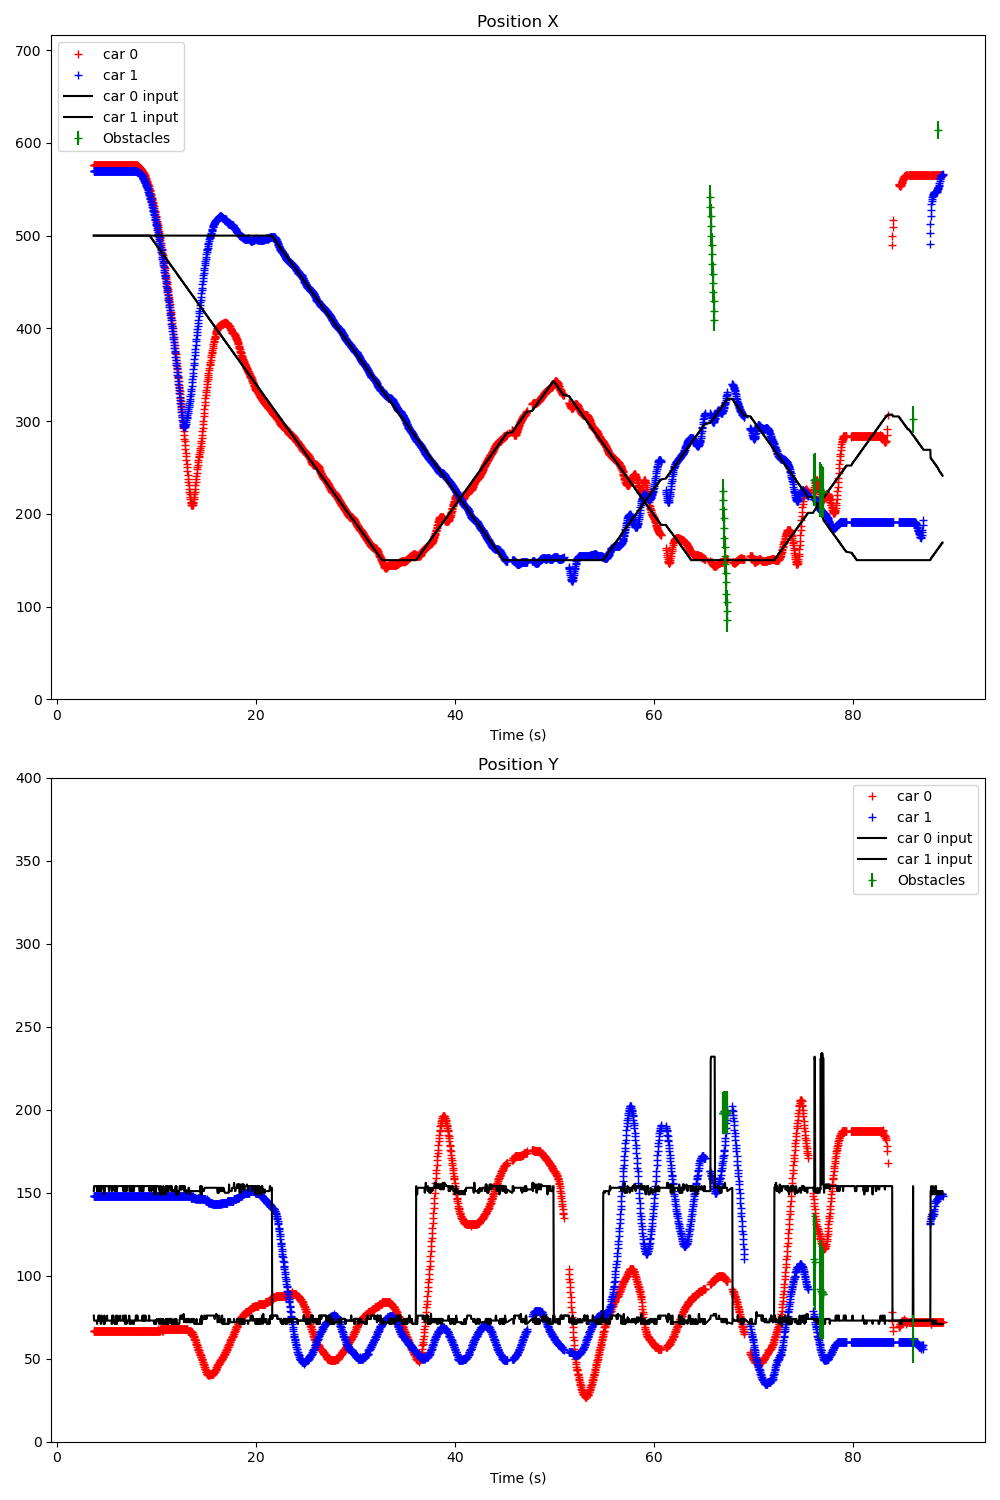 Position X
700
600
500
400
300
200
100
0
car 0
car 1
car 0 input
car 1 input
Obstacles
0 20 40 60 80
Time (s)
Position Y
400
350
300
250
200
150
100
50
0
car 0
car 1
car 0 input
car 1 input
Obstacles
0 20 40 60 80
Time (s)